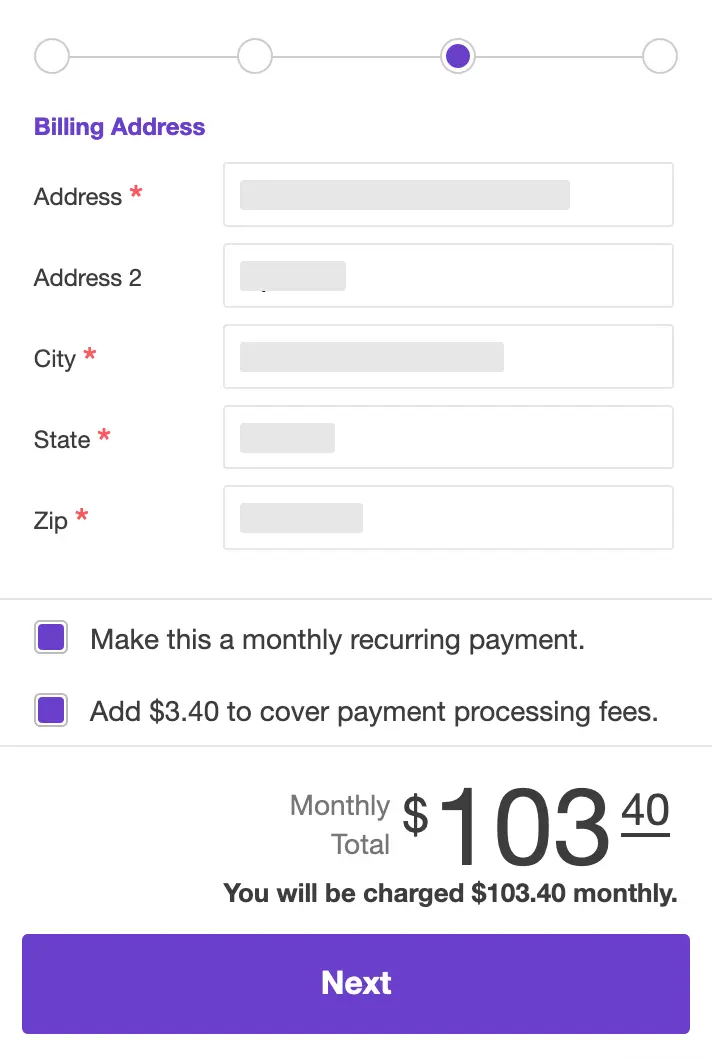 Billing Address
Address *
Address 2
City *
State *
Zip *
Make this a monthly recurring payment.
Add $3.40 to cover payment processing fees.
Monthly Total $103 40
You will be charged $103.40 monthly.
Next